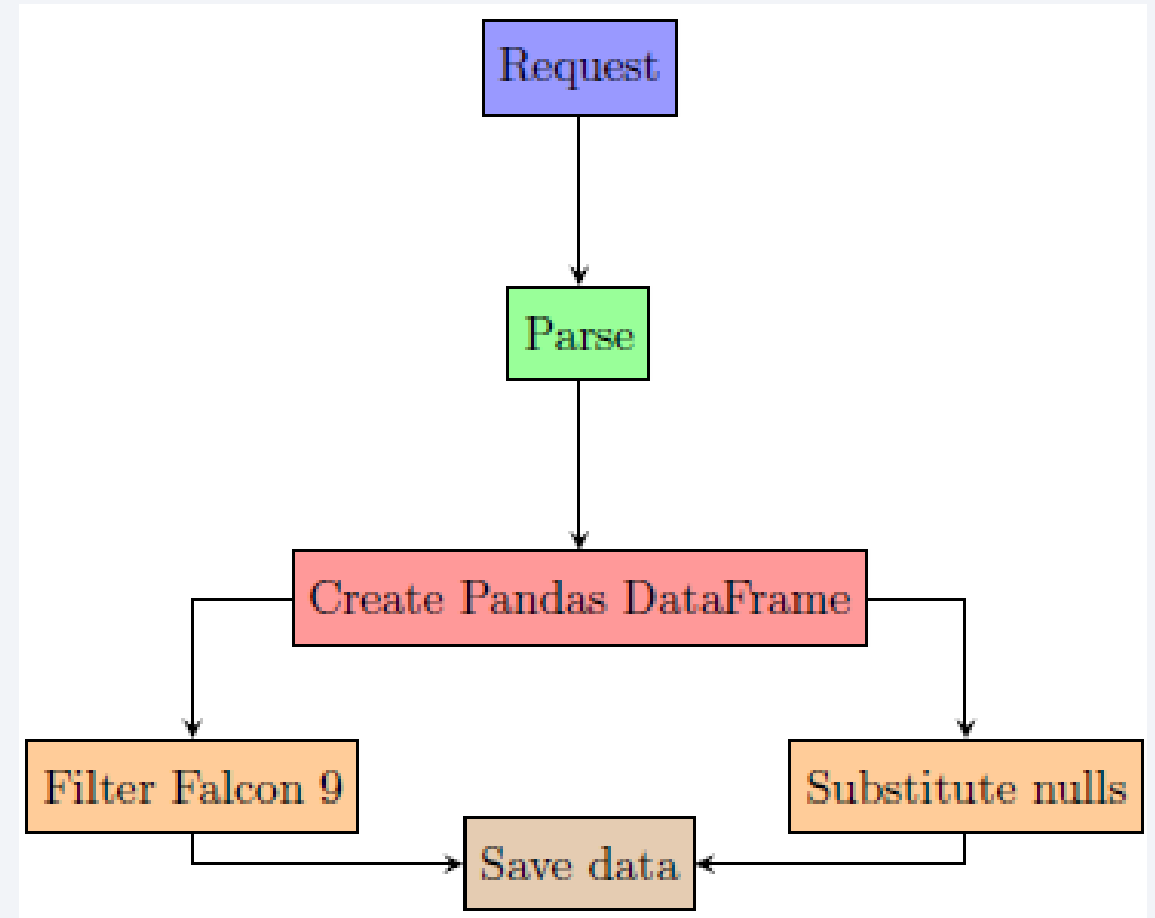 Request
Parse
Create Pandas DataFrame
Filter Falcon 9
Substitute nulls
Save data